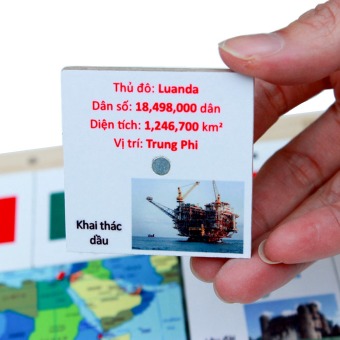 Thủ đô: Luanda
Dân số: 18,498,000 dân
Diện tích: 1,246,700 km²
Vị trí: Trung Phi
Khai thác
dầu